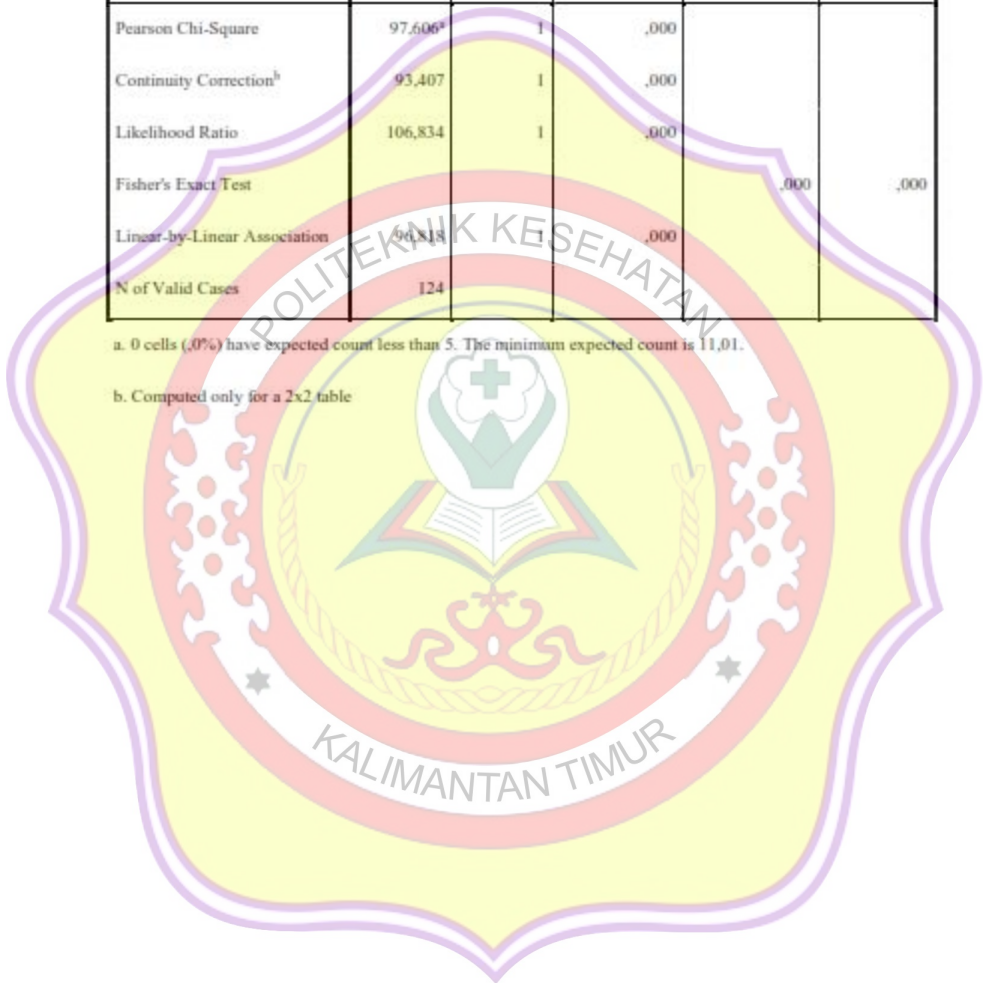 Pearson Chi-Square 97,606ᵃ 1 ,000
Continuity Correctionᵇ 93,407 1 ,000
Likelihood Ratio 106,834 1 ,000
Fisher's Exact Test ,000 ,000
Linear-by-Linear Association 96,818 1 ,000
N of Valid Cases 124
a. 0 cells (,0%) have expected count less than 5. The minimum expected count is 11,01.
b. Computed only for a 2x2 table
POLITEKNIK KESEHATAN
KALIMANTAN TIMUR